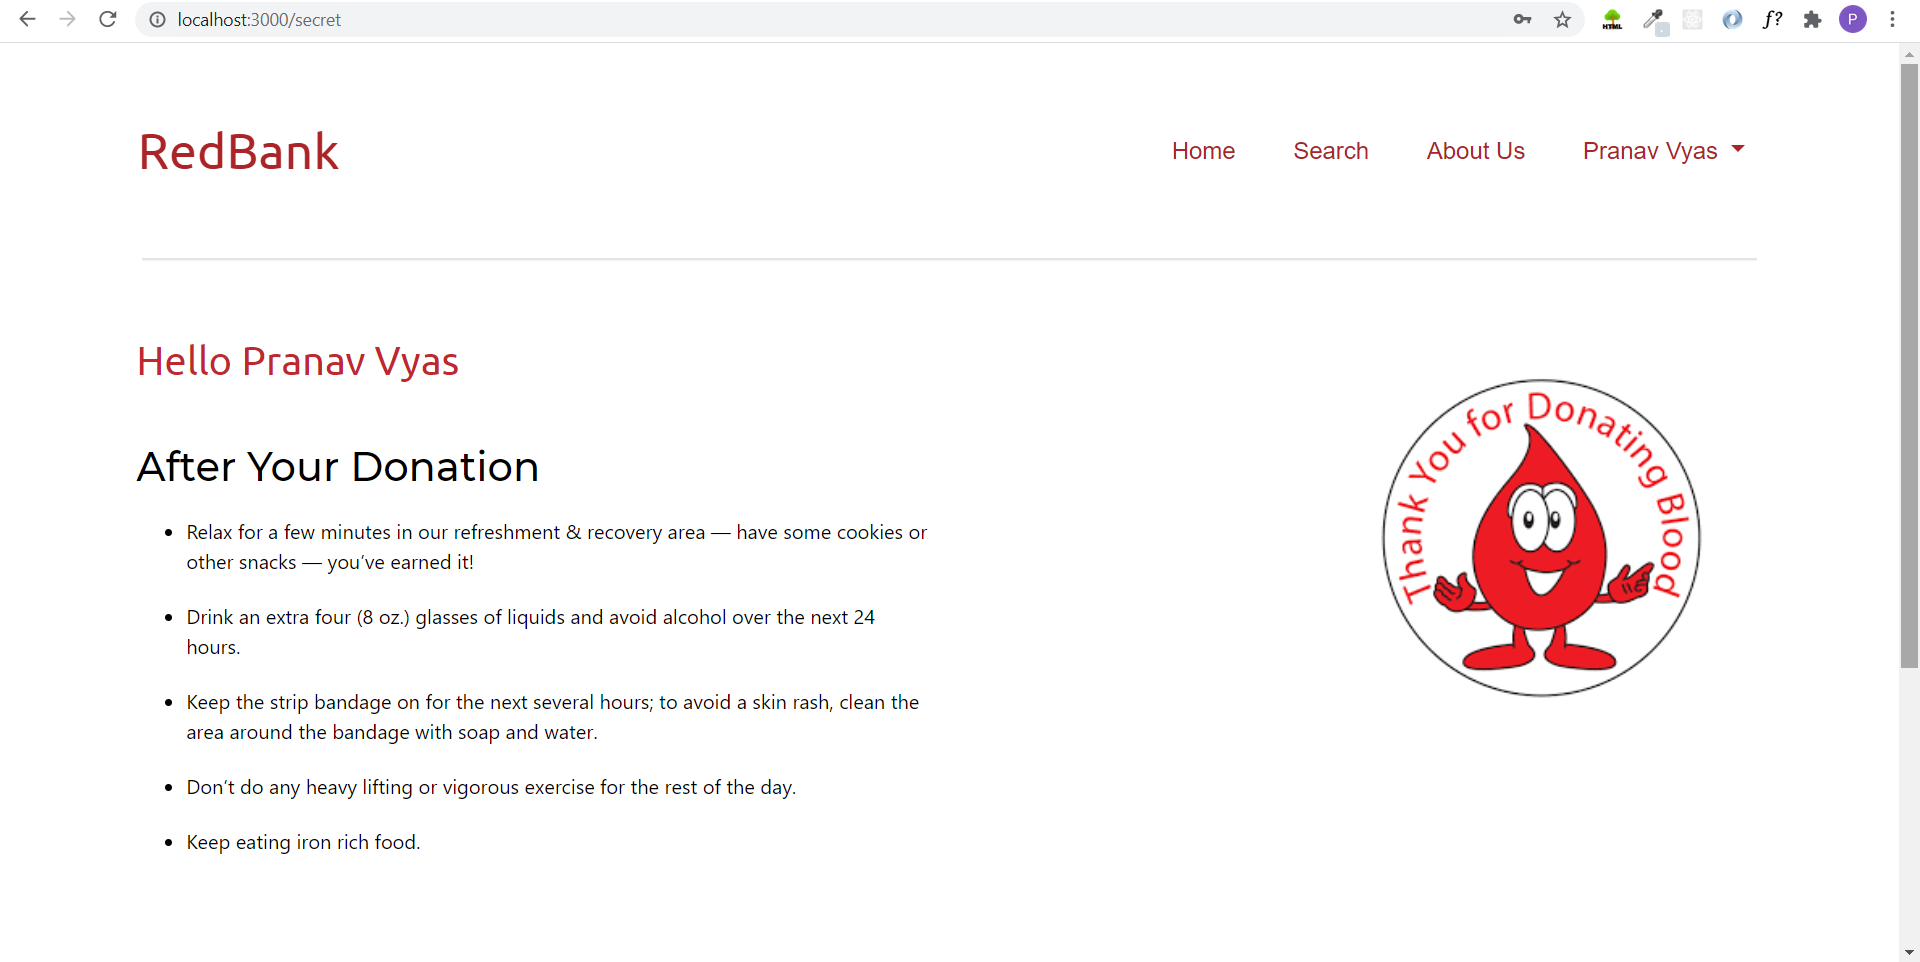 localhost:3000/secret
HTML
f?
P
RedBank
Home Search About Us Pranav Vyas
Hello Pranav Vyas
After Your Donation
Relax for a few minutes in our refreshment & recovery area — have some cookies or
other snacks — you’ve earned it!
Drink an extra four (8 oz.) glasses of liquids and avoid alcohol over the next 24
hours.
Keep the strip bandage on for the next several hours; to avoid a skin rash, clean the
area around the bandage with soap and water.
Don’t do any heavy lifting or vigorous exercise for the rest of the day.
Keep eating iron rich food.
Thank You for Donating Blood